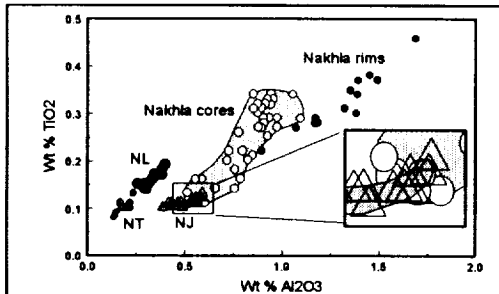 0.5
0.4
0.3
0.2
0.1
0.0
Wt % TiO2
Nakhla rims
Nakhla cores
NL
NT
NJ
0.0 0.5 1.0 1.5 2.0
Wt % Al2O3